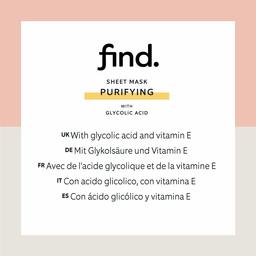 find.
SHEET MASK
PURIFYING
WITH
GLYCOLIC ACID
UK With glycolic acid and vitamin E
DE Mit Glykolsäure und Vitamin E
FR Avec de l'acide glycolique et de la vitamine E
IT Con acido glicolico, con vitamina E
ES Con ácido glicólico y vitamina E